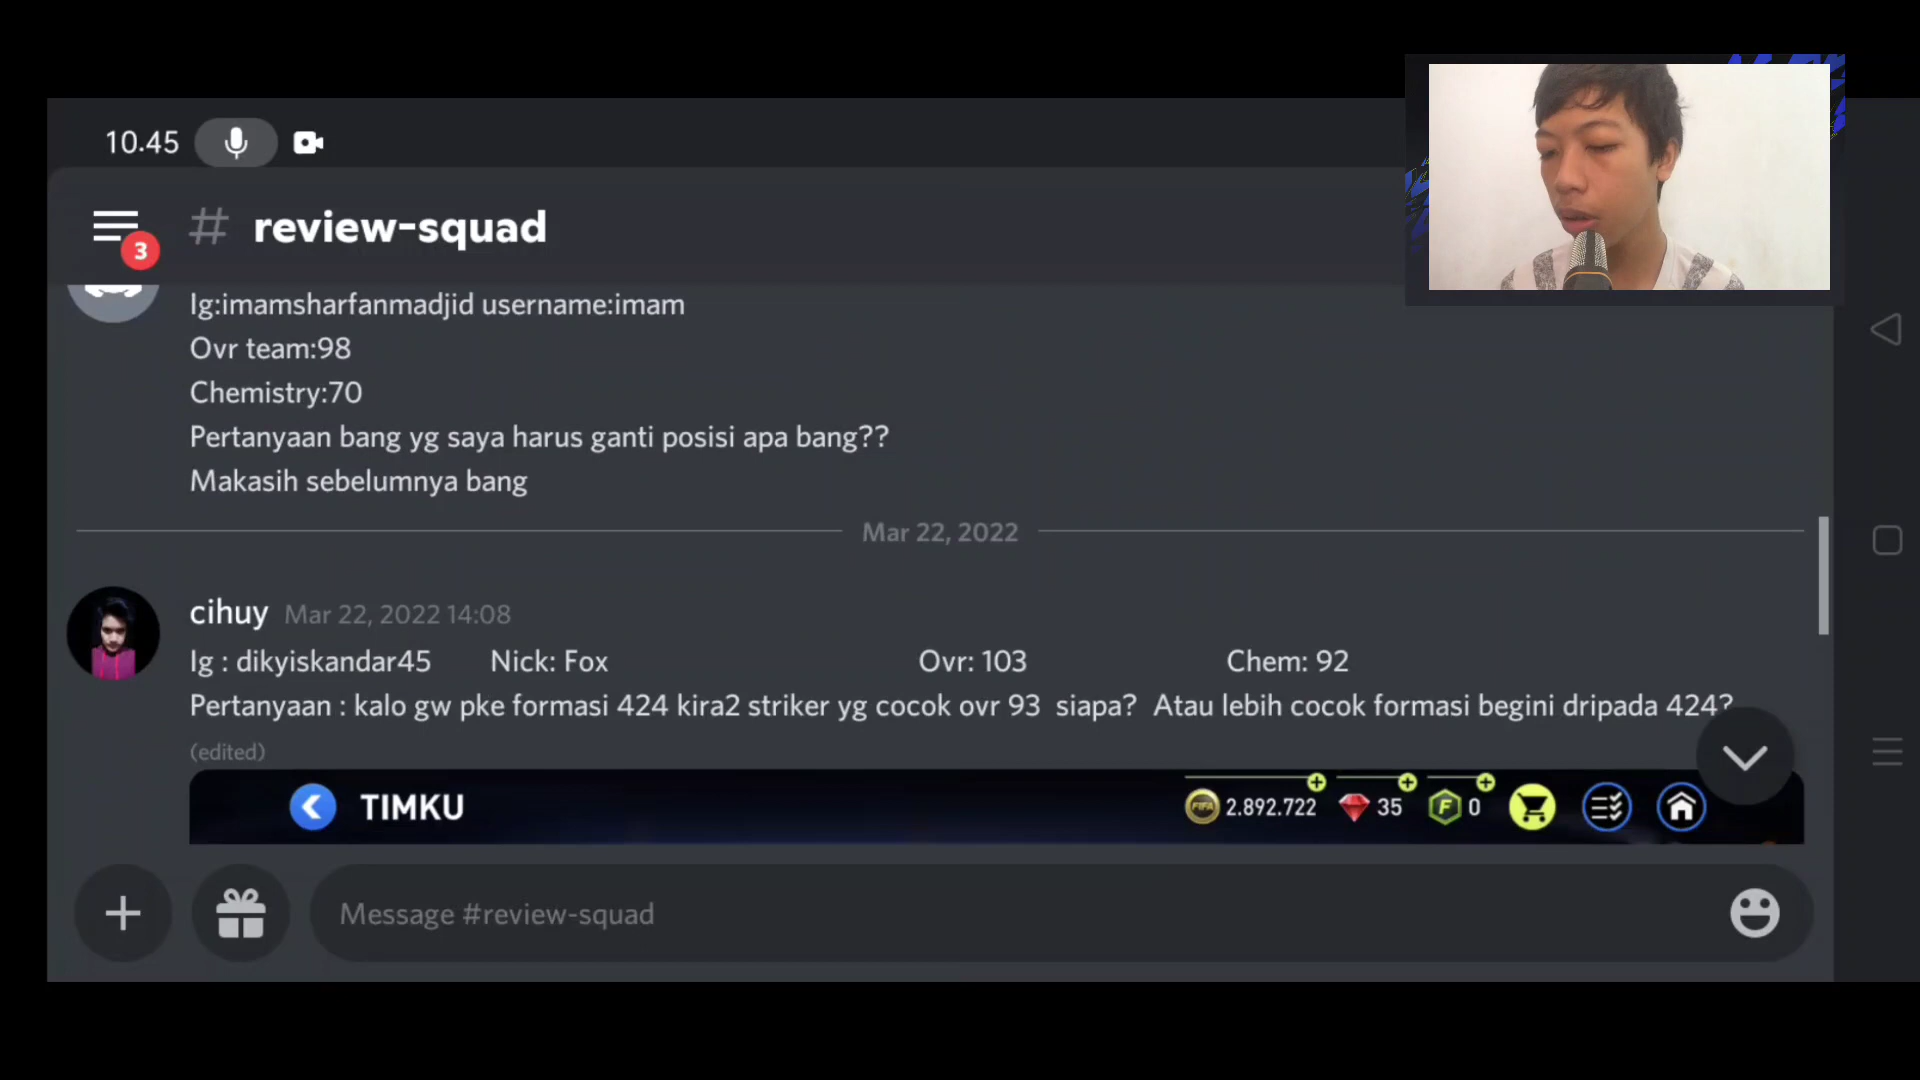 10.45
3
# review-squad
Ig:imamsharfanmadjid username:imam
Ovr team:98
Chemistry:70
Pertanyaan bang yg saya harus ganti posisi apa bang??
Makasih sebelumnya bang
Mar 22, 2022
cihuy Mar 22, 2022 14:08
Ig : dikyiskandar45 Nick: Fox Ovr: 103 Chem: 92
Pertanyaan : kalo gw pke formasi 424 kira2 striker yg cocok ovr 93 siapa? Atau lebih cocok formasi begini dripada 424?
(edited)
TIMKU FIFA 2.892.722 35 F 0
Message #review-squad